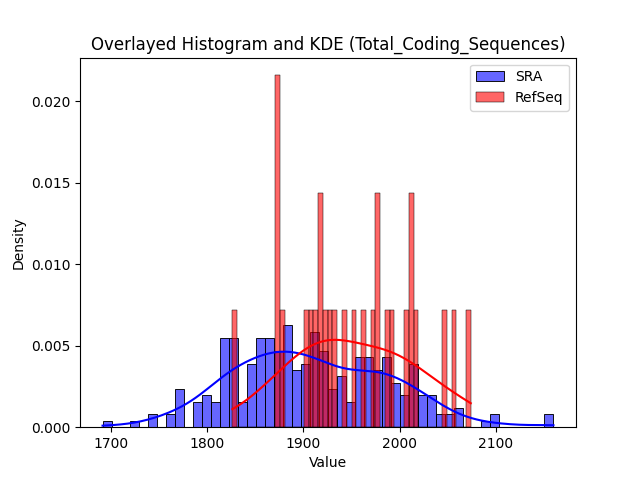 Overlayed Histogram and KDE (Total_Coding_Sequences)
SRA
RefSeq
0.020
0.015
0.010
0.005
0.000
Density
1700 1800 1900 2000 2100
Value